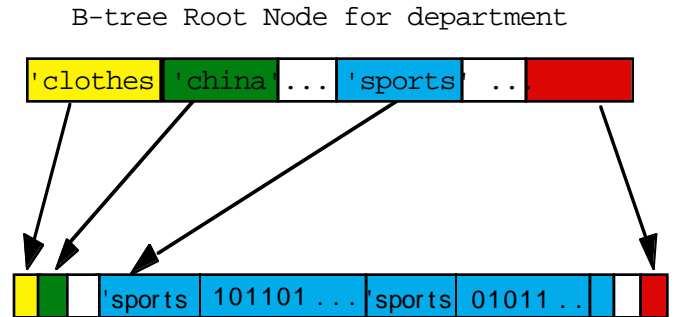 B-tree Root Node for department
'clothes 'china' ... 'sports' ...
'sports 101101 ... 'sports 01011 ..